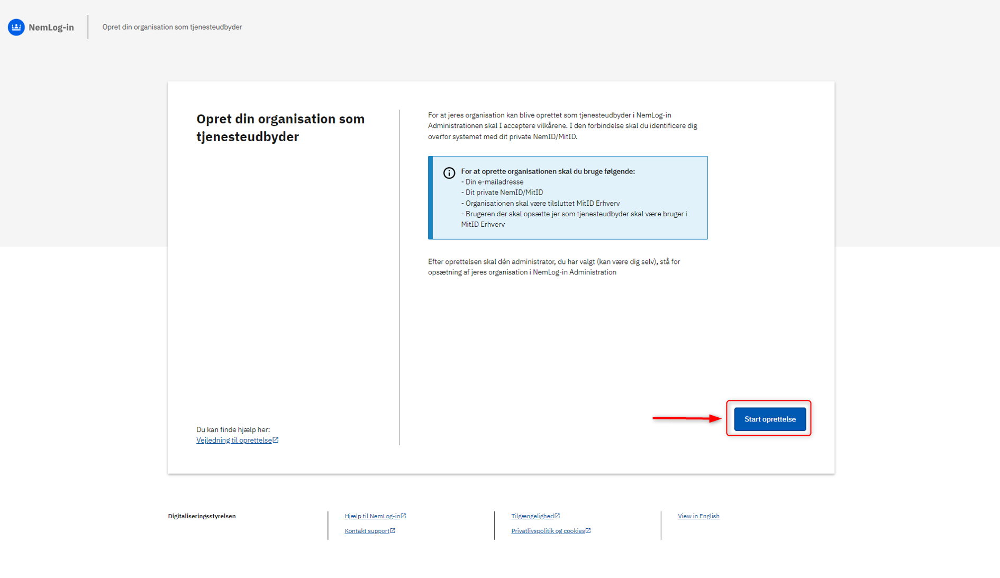 NemLog-in
Opret din organisation som tjenesteudbyder
Opret din organisation som
tjenesteudbyder
For at jeres organisation kan blive oprettet som tjenesteudbyder i NemLog-in
Administrationen skal I acceptere vilkårene. I den forbindelse skal du identificere dig
overfor systemet med dit private NemID/MitID.
For at oprette organisationen skal du bruge følgende:
- Din e-mailadresse
- Dit private NemID/MitID
- Organisationen skal være tilsluttet MitID Erhverv
- Brugeren der skal opsætte jer som tjenesteudbyder skal være bruger i
MitID Erhverv
Efter oprettelsen skal dén administrator, du har valgt (kan være dig selv), stå for
opsætning af jeres organisation i NemLog-in Administration
Start oprettelse
Du kan finde hjælp her:
Vejledning til oprettelse
Digitaliseringsstyrelsen
Hjælp til NemLog-in
Kontakt support
Tilgængelighed
Privatlivspolitik og cookies
View in English